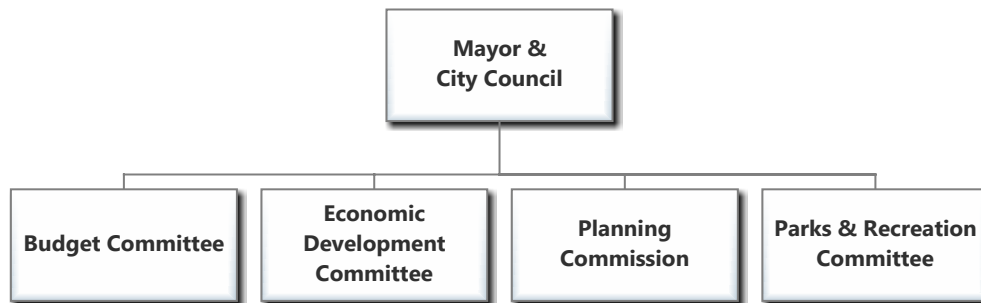 Mayor &
City Council
Budget Committee
Economic
Development
Committee
Planning
Commission
Parks & Recreation
Committee